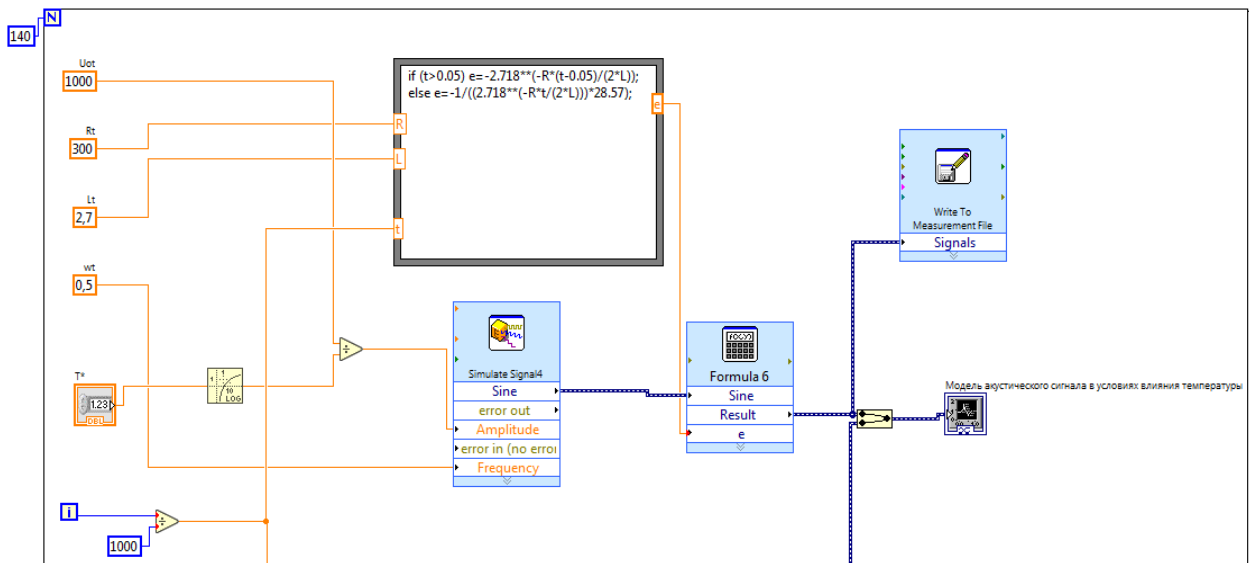 N
140
Uot
1000
Rt
300
Lt
2,7
wt
0,5
T*
1.23
DBL
1
1
10
LOG
i
1000
if (t>0.05) e=-2.718**(-R*(t-0.05)/(2*L));
else e=-1/((2.718**(-R*t/(2*L)))*28.57);
R
L
t
e
Simulate Signal4
Sine
error out
Amplitude
error in (no error
Frequency
f(x,y)
Formula 6
Sine
Result
e
Write To
Measurement File
Signals
Модель акустического сигнала в условиях влияния температуры